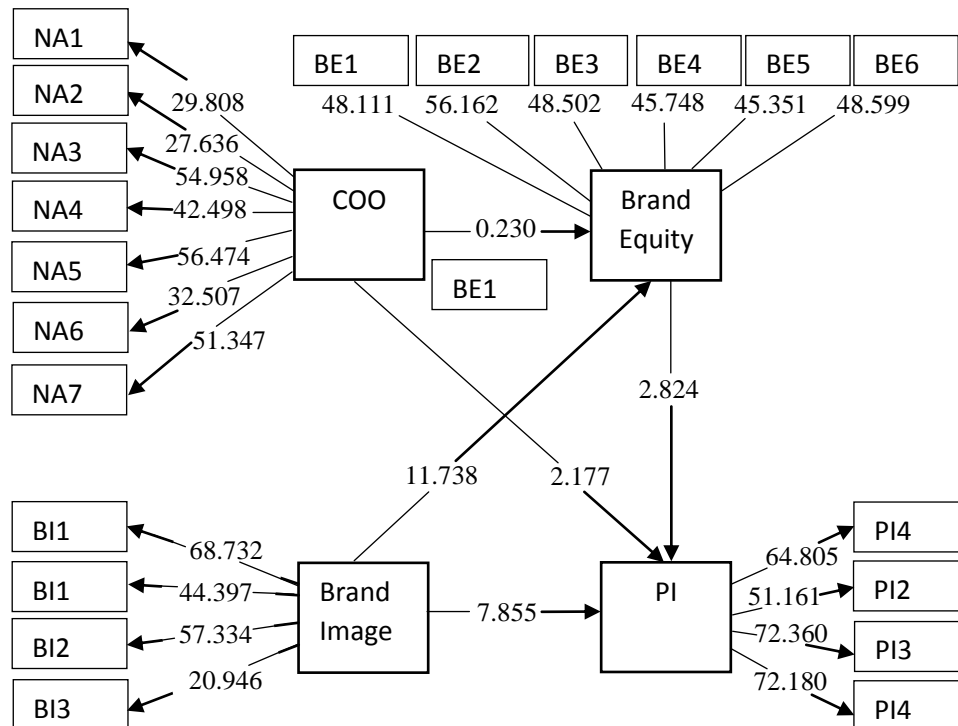 NA1
NA2
NA3
NA4
NA5
NA6
NA7
29.808
27.636
54.958
42.498
56.474
32.507
51.347
COO
BE1
BE2
BE3
BE4
BE5
BE6
48.111
56.162
48.502
45.748
45.351
48.599
Brand
Equity
0.230
BE1
2.824
11.738
2.177
BI1
BI1
BI2
BI3
68.732
44.397
57.334
20.946
Brand
Image
7.855
PI
64.805
51.161
72.360
72.180
PI4
PI2
PI3
PI4